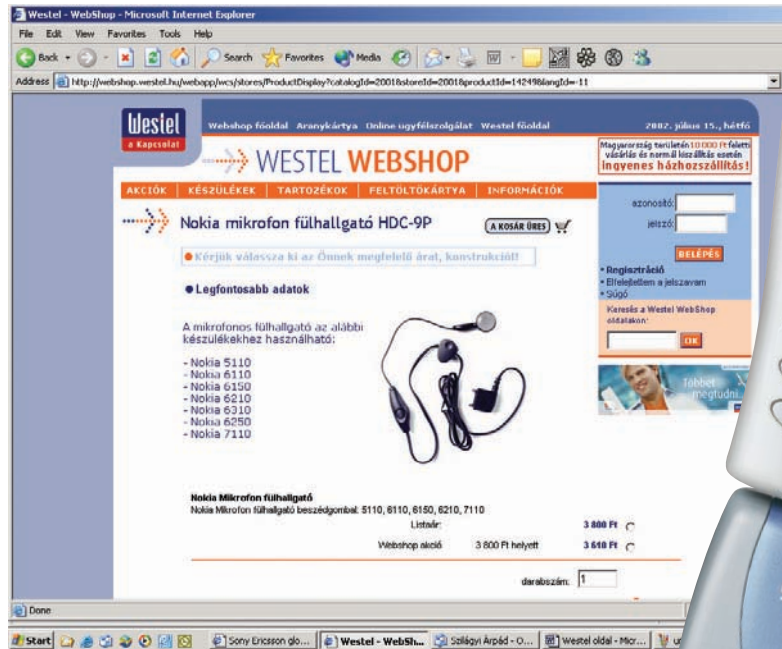 Westel - WebShop - Microsoft Internet Explorer
File Edit View Favorites Tools Help
Back Search Favorites Media
Address http://webshop.westel.hu/webapp/wcs/stores/ProductDisplay?catalogId=2001&storeId=2001&productId=14249&langId=-11
Westel
a Kapcsolat
Webshop főoldal Aranykártya Online ügyfélszolgálat Westel főoldal
2002. július 15., hétfő
WESTEL WEBSHOP
Magyarország területén 10 000 Ft feletti
vásárlás és normál kiszállítás esetén
ingyenes házhozszállítás!
AKCIÓK KÉSZÜLÉKEK TARTOZÉKOK FELTÖLTŐKÁRTYA INFORMÁCIÓK
azonosító:
jelszó:
BELÉPÉS
Nokia mikrofon fülhallgató HDC-9P
A KOSÁR ÜRES
Kérjük válassza ki az Önnek megfelelő árat, konstrukciót!
• Regisztráció
• Elfelejtettem a jelszavam
• Súgó
Legfontosabb adatok
Keresés a Westel WebShop
oldalakon:
OK
A mikrofonos fülhallgató az alábbi
készülékekhez használható:
- Nokia 5110
- Nokia 6110
- Nokia 6150
- Nokia 6210
- Nokia 6310
- Nokia 6250
- Nokia 7110
Többet
megtudni...
Nokia Mikrofon fülhallgató
Nokia Mikrofon fülhallgató beszédgombal: 5110, 6110, 6150, 6210, 7110
Listaár: 3 800 Ft
Webshop akció 3 800 Ft helyett 3 610 Ft
darabszám: 1
Done
Start Sony Ericsson glo... Westel - WebSh... Szilágyi Árpád - O... Westel oldal - Micr...